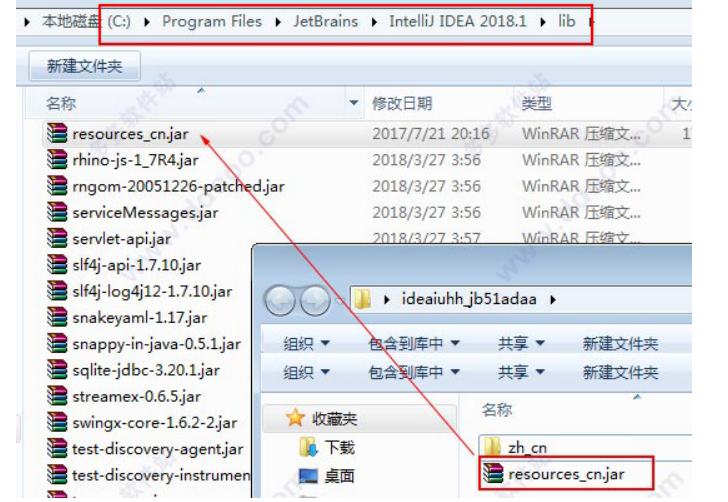 本地磁盘 (C:) ▸ Program Files ▸ JetBrains ▸ IntelliJ IDEA 2018.1 ▸ lib ▸
新建文件夹
名称 修改日期 类型 大
resources_cn.jar 2017/7/21 20:16 WinRAR 压缩文... 1
rhino-js-1_7R4.jar 2018/3/27 3:56 WinRAR 压缩文...
rngom-20051226-patched.jar 2018/3/27 3:56 WinRAR 压缩文...
serviceMessages.jar 2018/3/27 3:56 WinRAR 压缩文...
servlet-api.jar 2018/3/27 3:57 WinRAR 压缩文...
slf4j-api-1.7.10.jar
slf4j-log4j12-1.7.10.jar
snakeyaml-1.17.jar
snappy-in-java-0.5.1.jar
sqlite-jdbc-3.20.1.jar
streamex-0.6.5.jar
swingx-core-1.6.2-2.jar
test-discovery-agent.jar
test-discovery-instrumen
ideaiuhh_jb51adaa ▸
组织 包含到库中 共享 新建文件夹
组织 包含到库中 共享 新建文件夹
收藏夹
下载
桌面
名称
zh_cn
resources_cn.jar